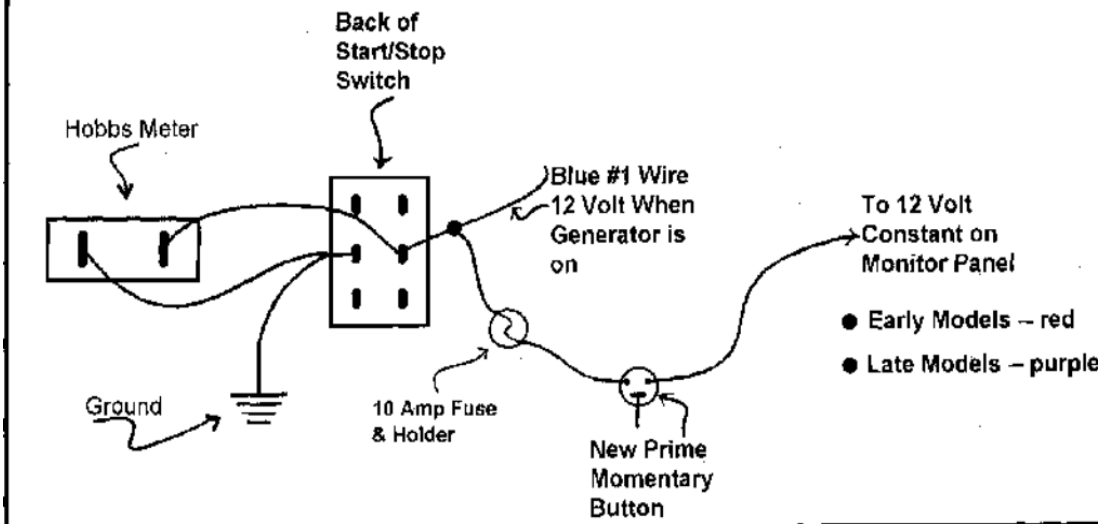 Back of
Start/Stop
Switch
Hobbs Meter
Blue #1 Wire
12 Volt When
Generator is
on
To 12 Volt
Constant on
Monitor Panel
● Early Models – red
● Late Models – purple
Ground
10 Amp Fuse
& Holder
New Prime
Momentary
Button